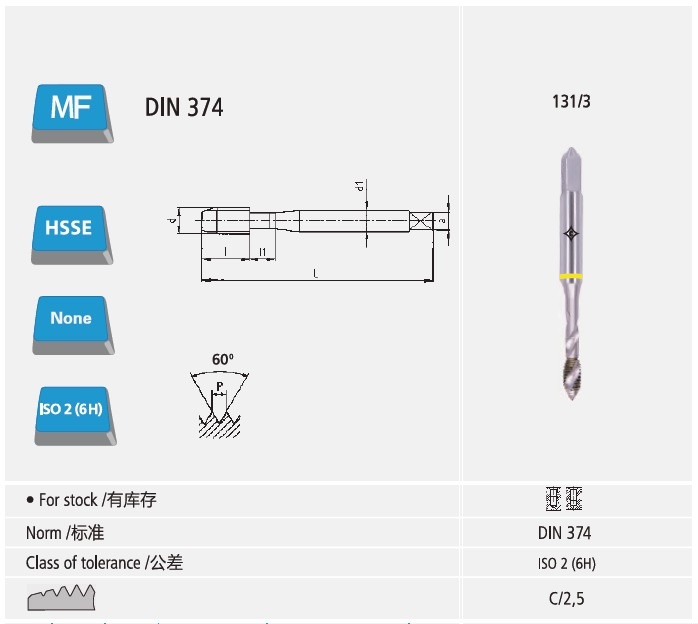 MF
DIN 374
131/3
HSSE
None
ISO 2 (6H)
d
d1
a
l
l1
L
60⁰
P
• For stock /有库存
Norm /标准
DIN 374
Class of tolerance /公差
ISO 2 (6H)
C/2,5